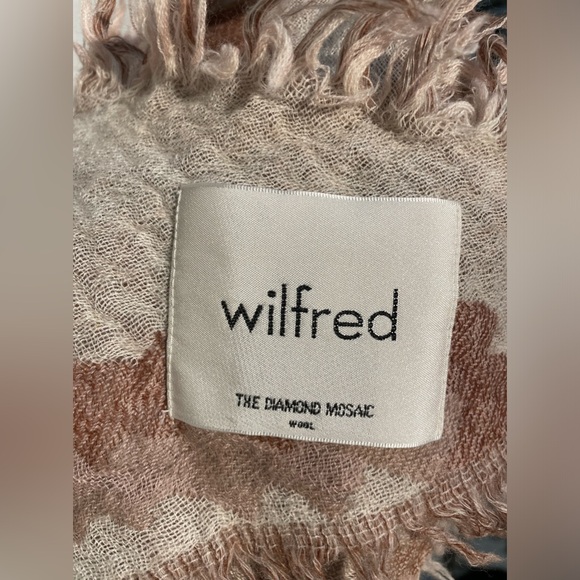 wilfred
THE DIAMOND MOSAIC
WOOL